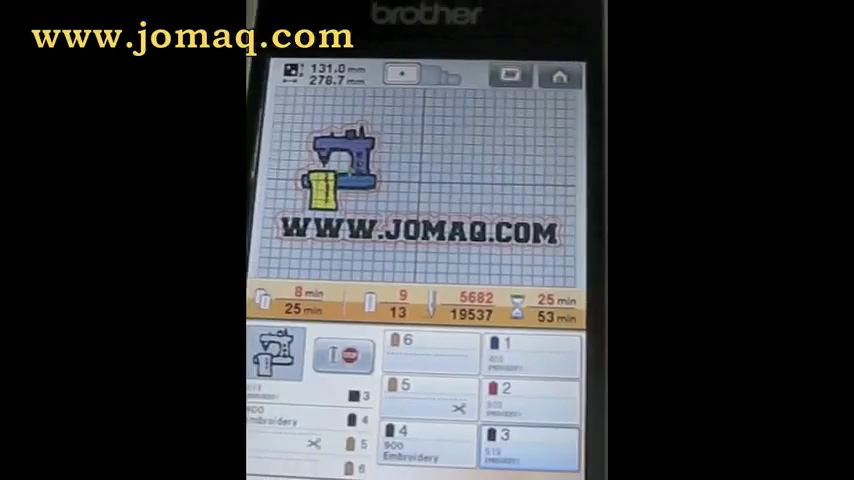 brother
www.jomaq.com
131.0 mm
278.7 mm
WWW.JOMAQ.COM
8 min
25 min
9
13
5682
19537
25 min
53 min
6
1
5
2
4
900
Embroidery
3
3
900
Embroidery
4
5
6